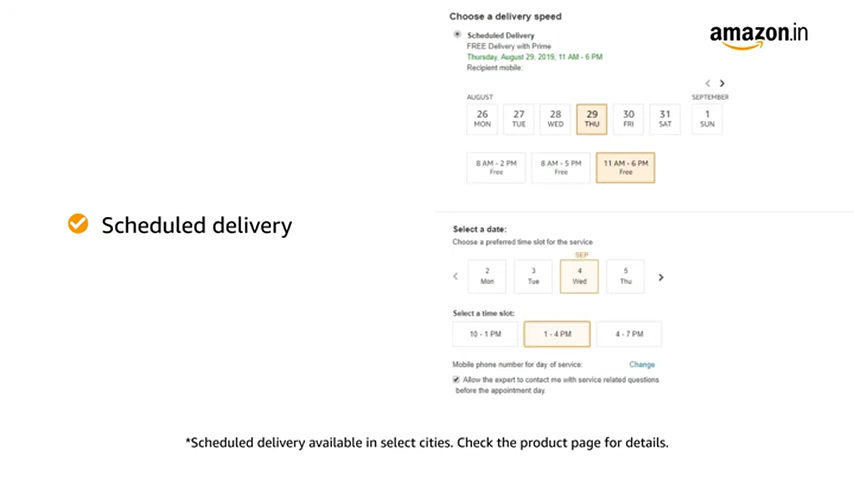 Choose a delivery speed
amazon.in
Scheduled Delivery
FREE Delivery with Prime
Thursday, August 29, 2019, 11 AM - 6 PM
Recipient mobile:
AUGUST SEPTEMBER
26 27 28 29 30 31 1
MON TUE WED THU FRI SAT SUN
8 AM - 2 PM 8 AM - 5 PM 11 AM - 6 PM
Free Free Free
Scheduled delivery
Select a date:
Choose a preferred time slot for the service
SEP
2 3 4 5
Mon Tue Wed Thu
Select a time slot:
10 - 1 PM 1 - 4 PM 4 - 7 PM
Mobile phone number for day of service: Change
Allow the expert to contact me with service related questions
before the appointment day.
*Scheduled delivery available in select cities. Check the product page for details.